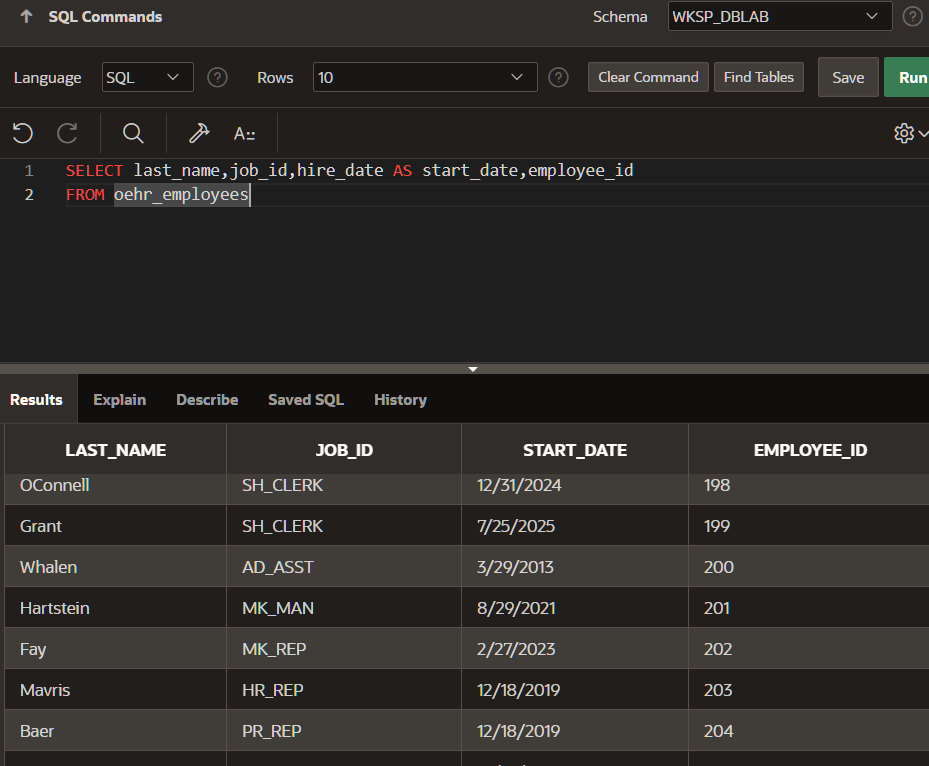 SQL Commands Schema WKSP_DBLAB ?
Language SQL ? Rows 10 ? Clear Command Find Tables Save Run
A::
1 SELECT last_name,job_id,hire_date AS start_date,employee_id
2 FROM oehr_employees
Results Explain Describe Saved SQL History
LAST_NAME JOB_ID START_DATE EMPLOYEE_ID
OConnell SH_CLERK 12/31/2024 198
Grant SH_CLERK 7/25/2025 199
Whalen AD_ASST 3/29/2013 200
Hartstein MK_MAN 8/29/2021 201
Fay MK_REP 2/27/2023 202
Mavris HR_REP 12/18/2019 203
Baer PR_REP 12/18/2019 204